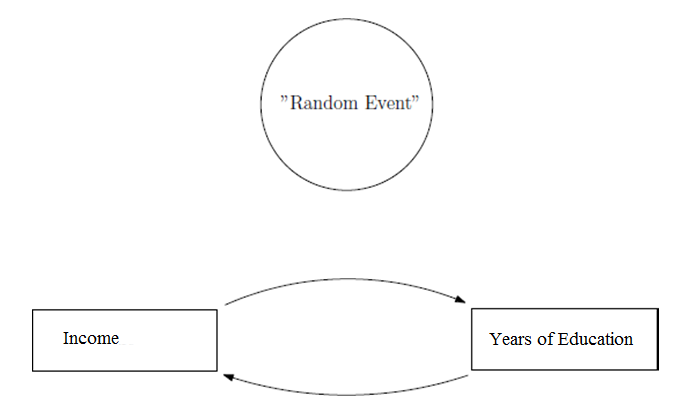 "Random Event"
Income
Years of Education